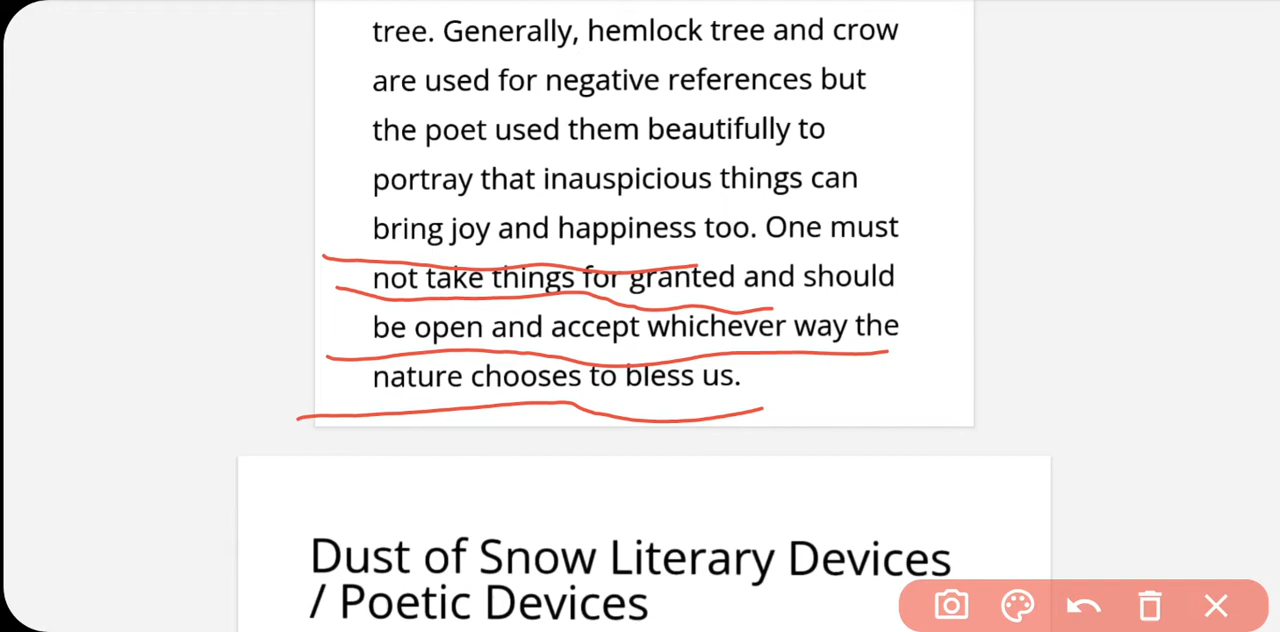 tree. Generally, hemlock tree and crow
are used for negative references but
the poet used them beautifully to
portray that inauspicious things can
bring joy and happiness too. One must
not take things for granted and should
be open and accept whichever way the
nature chooses to bless us.
Dust of Snow Literary Devices
/ Poetic Devices